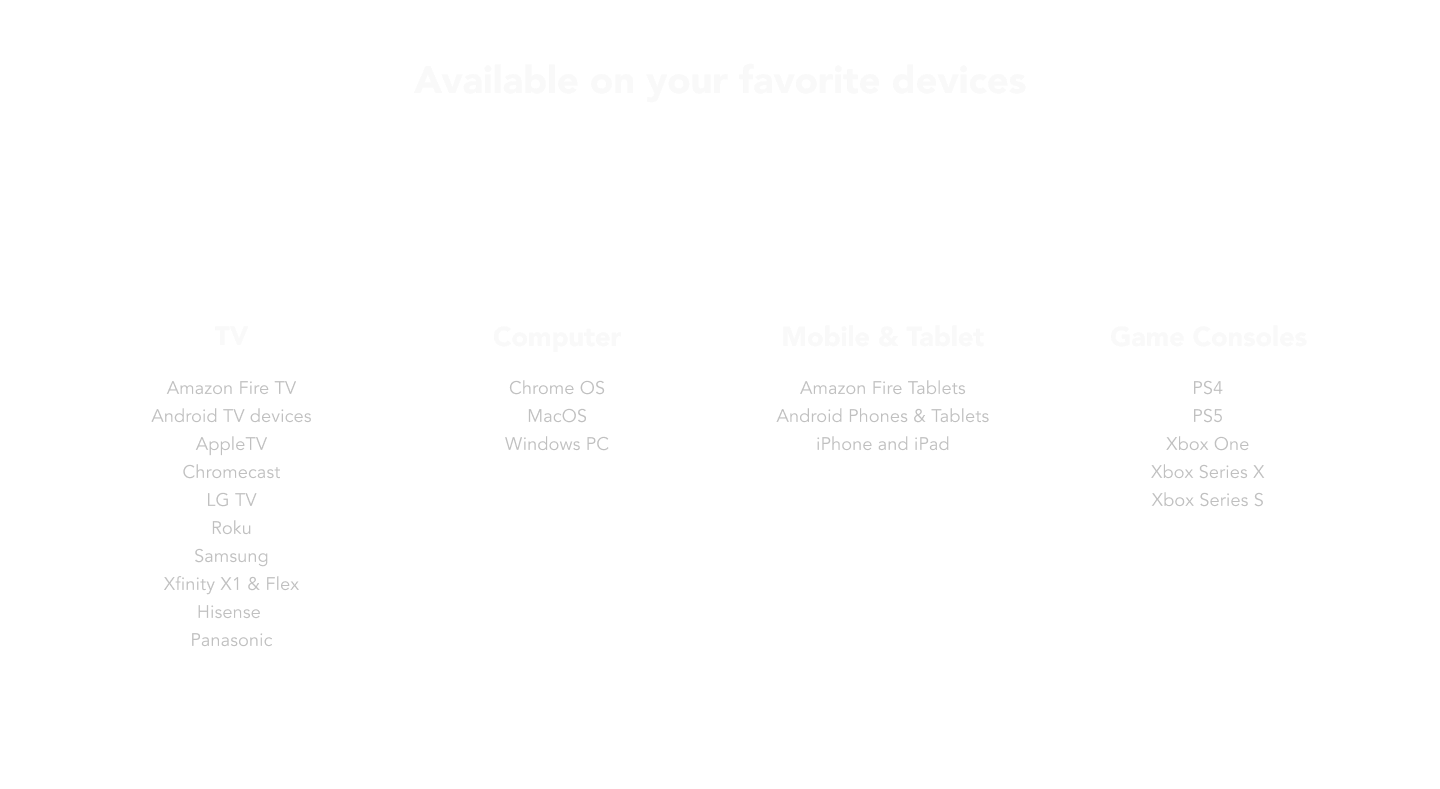 Available on your favorite devices
TV
Amazon Fire TV
Android TV devices
AppleTV
Chromecast
LG TV
Roku
Samsung
Xfinity X1 & Flex
Hisense
Panasonic
Computer
Chrome OS
MacOS
Windows PC
Mobile & Tablet
Amazon Fire Tablets
Android Phones & Tablets
iPhone and iPad
Game Consoles
PS4
PS5
Xbox One
Xbox Series X
Xbox Series S